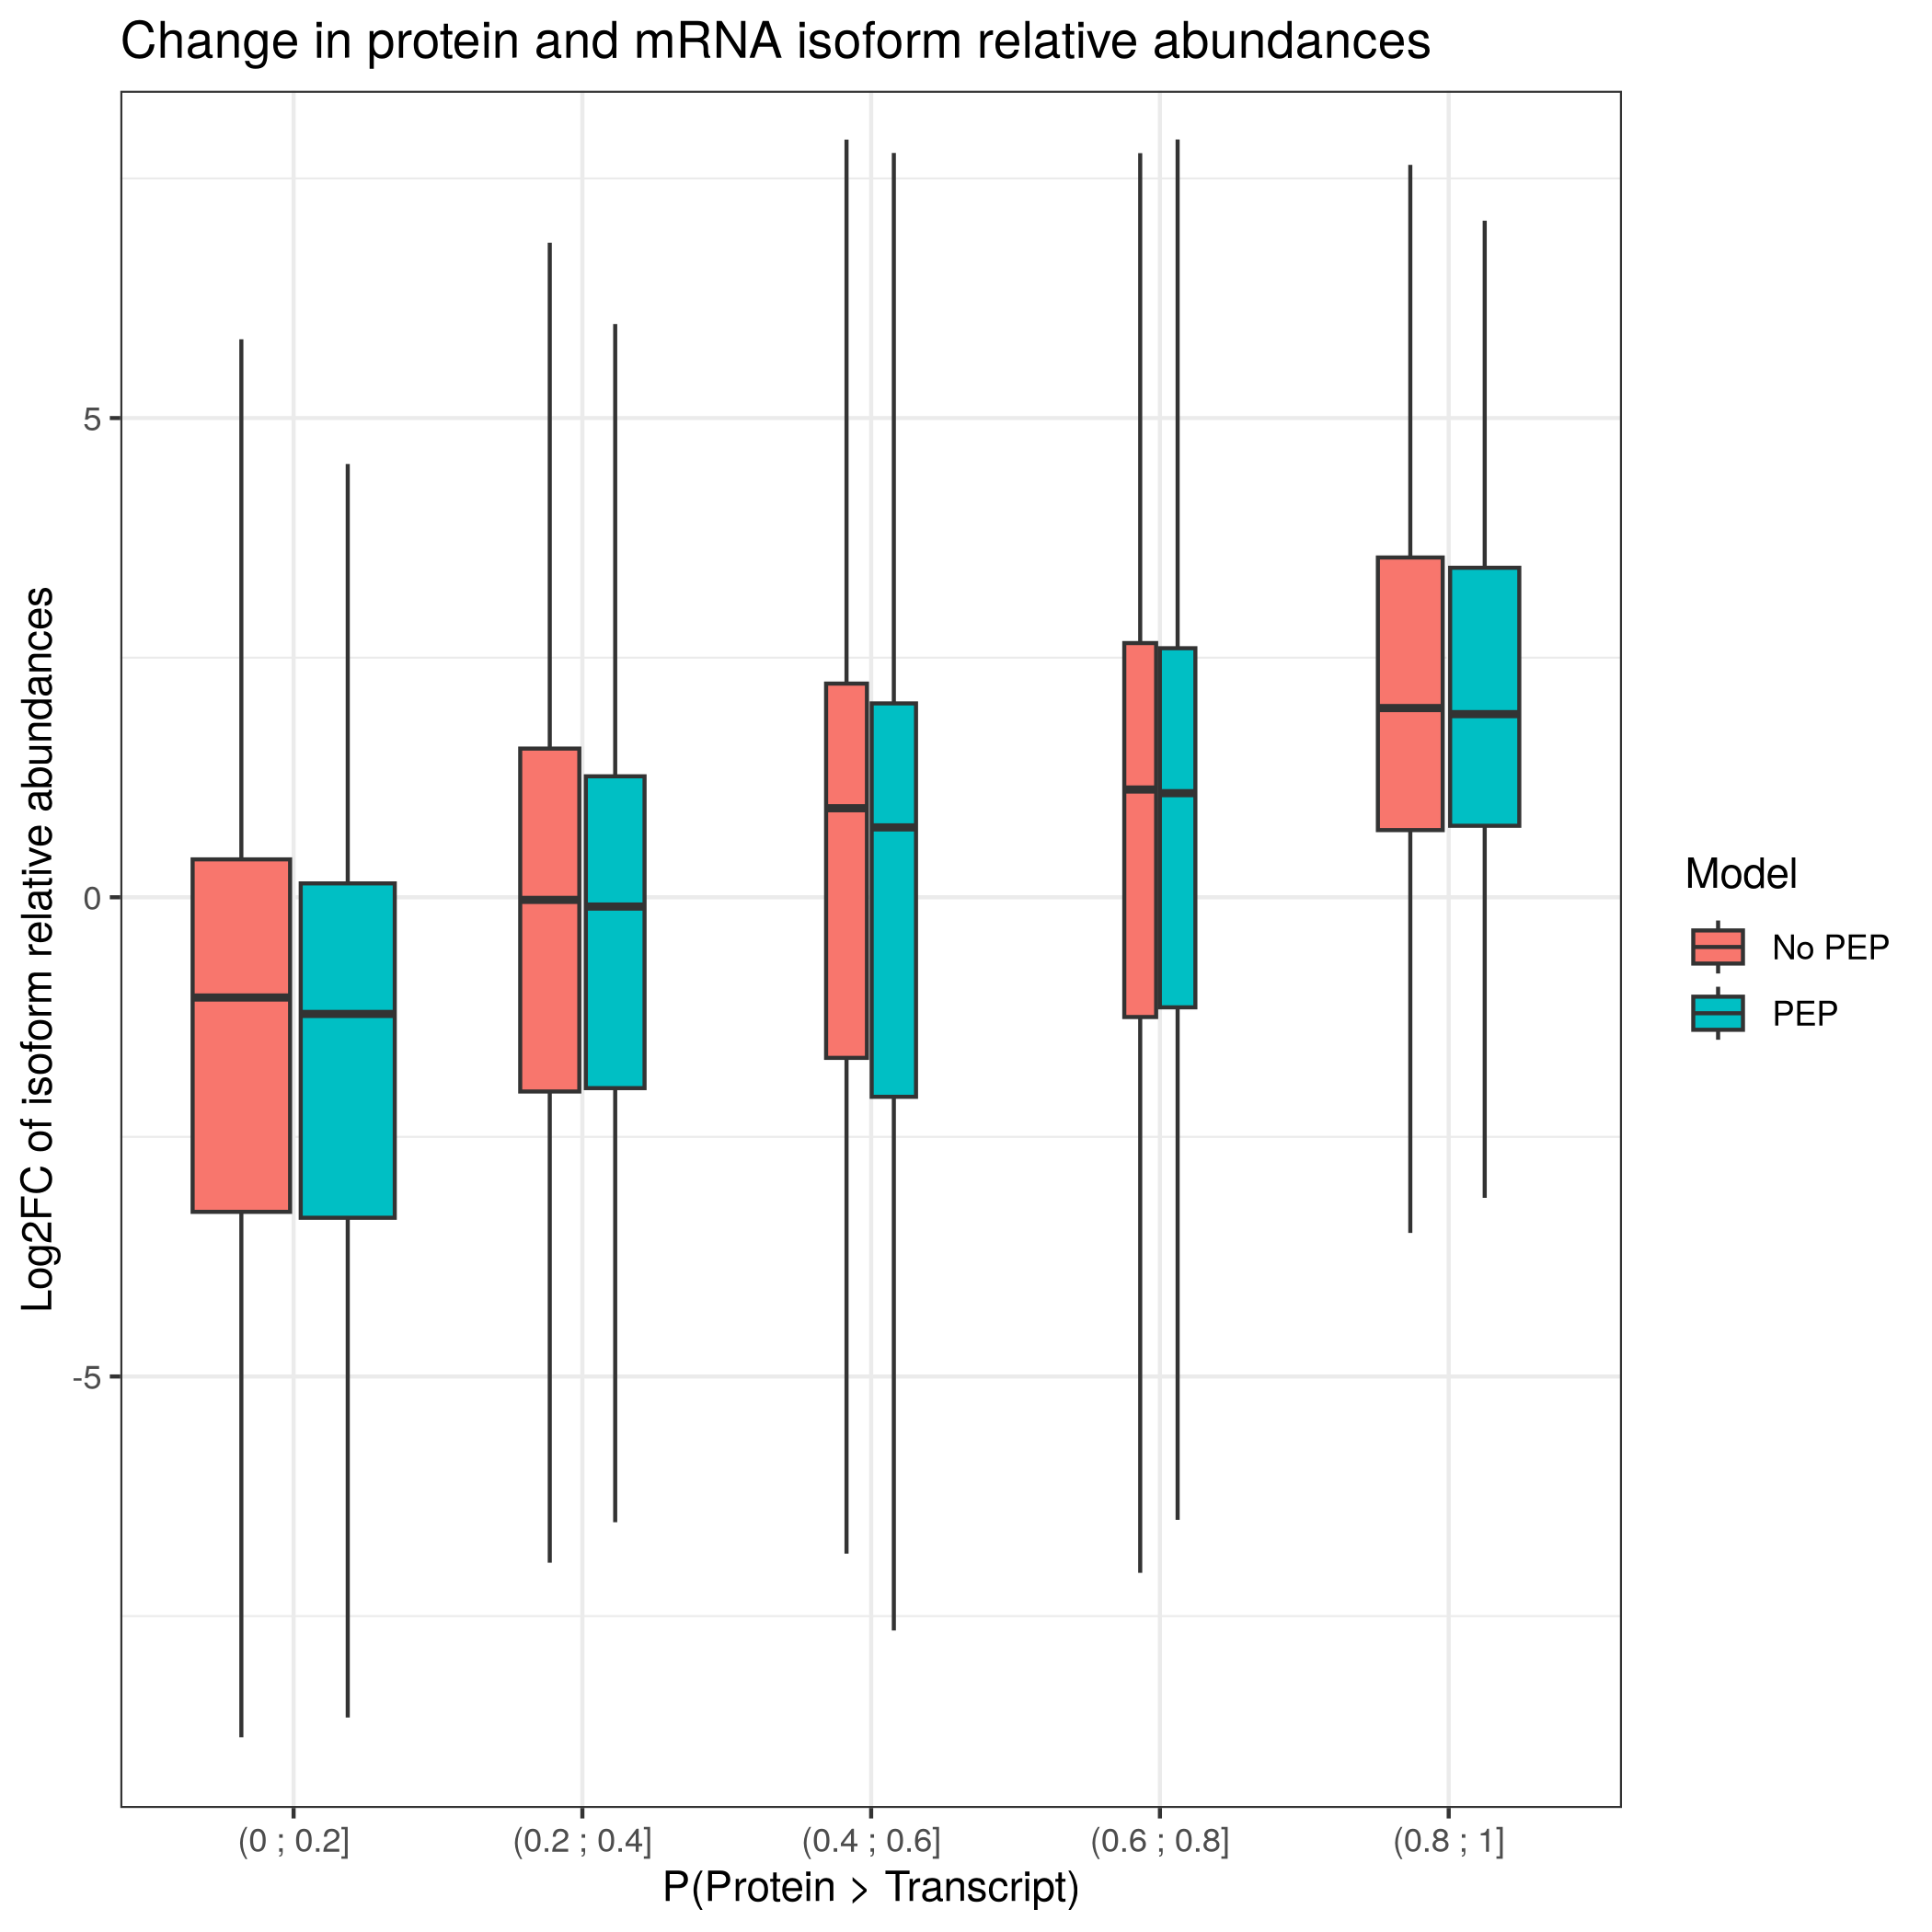 Change in protein and mRNA isoform relative abundances
Log2FC of isoform relative abundances
5
0
-5
(0 ; 0.2]
(0.2 ; 0.4]
(0.4 ; 0.6]
(0.6 ; 0.8]
(0.8 ; 1]
P(Protein > Transcript)
Model
No PEP
PEP